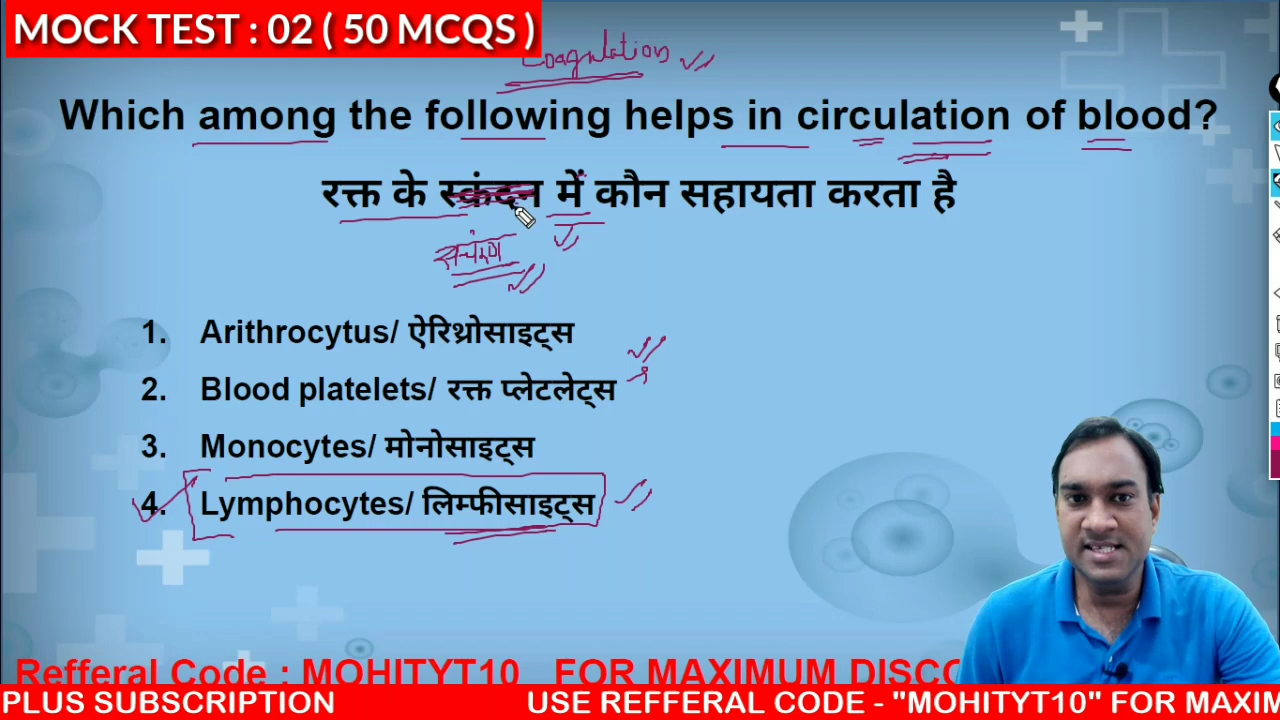 MOCK TEST : 02 ( 50 MCQS )
Coagulation
Which among the following helps in circulation of blood?
रक्त के स्कंदन में कौन सहायता करता है
1. Arithrocytus/ ऐरिथ्रोसाइट्स
2. Blood platelets/ रक्त प्लेटलेट्स
3. Monocytes/ मोनोसाइट्स
4. Lymphocytes/ लिम्फीसाइट्स
Refferal Code : MOHITYT10 FOR MAXIMUM DISCO
PLUS SUBSCRIPTION USE REFFERAL CODE - "MOHITYT10" FOR MAXIM